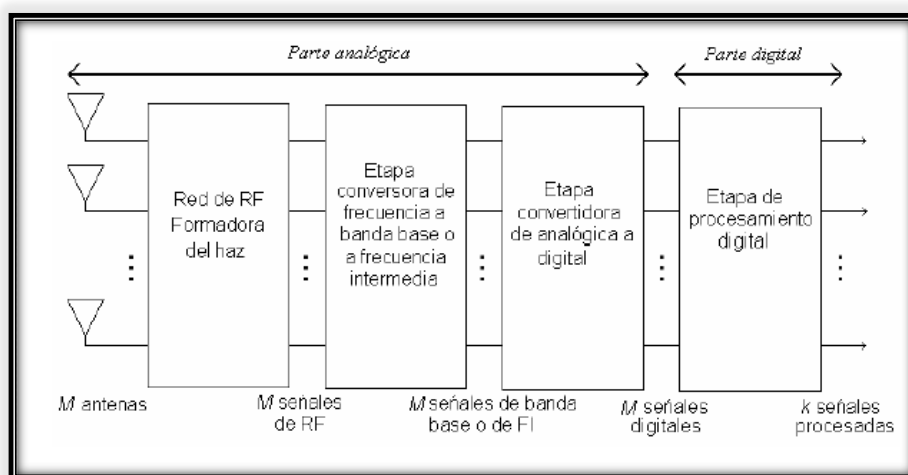 Parte analógica
Parte digital
Red de RF
Formadora
del haz
Etapa
conversora de
frecuencia a
banda base o
a frecuencia
intermedia
Etapa
convertidora
de analógica a
digital
Etapa de
procesamiento
digital
M antenas
M señales
de RF
M señales de banda
base o de FI
M señales
digitales
k señales
procesadas